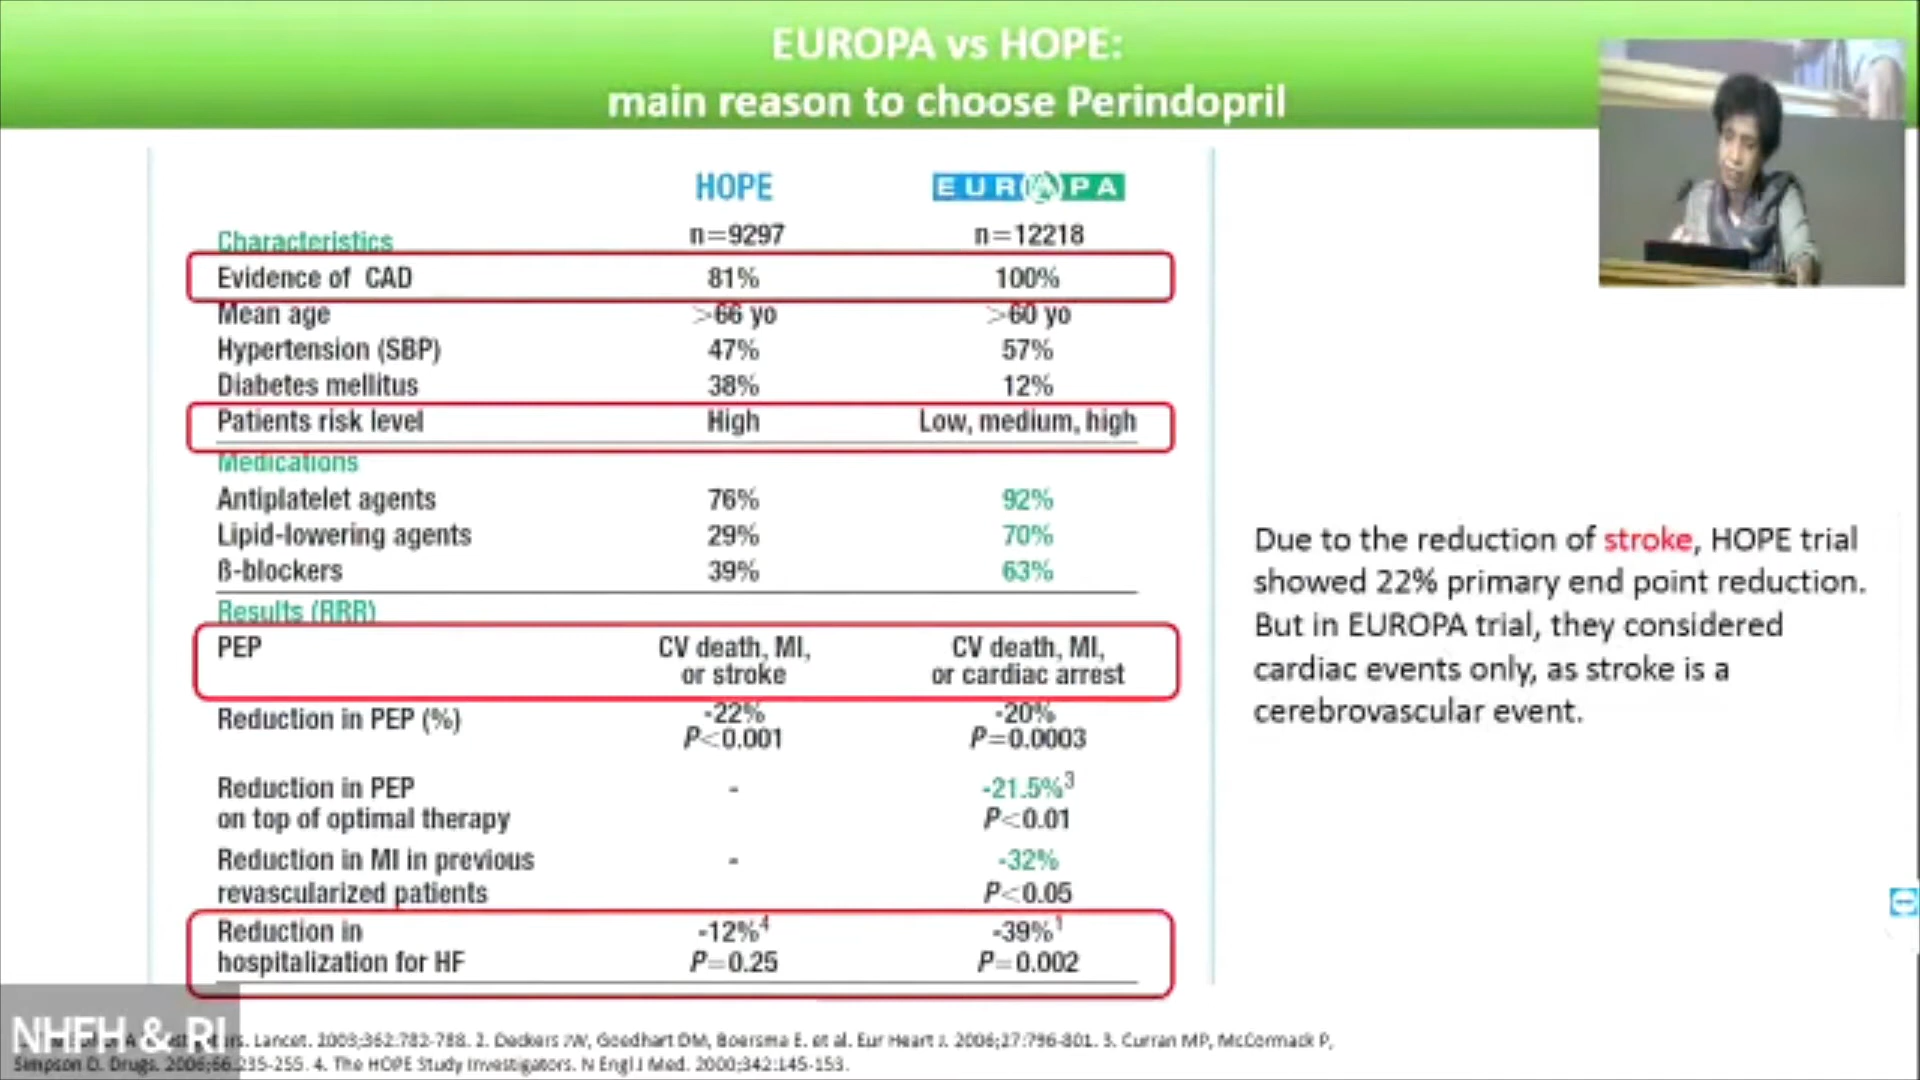 EUROPA vs HOPE:
main reason to choose Perindopril
HOPE EUROPA
Characteristics n=9297 n=12218
Evidence of CAD 81% 100%
Mean age >66 yo >60 yo
Hypertension (SBP) 47% 57%
Diabetes mellitus 38% 12%
Patients risk level High Low, medium, high
Medications
Antiplatelet agents 76% 92%
Lipid-lowering agents 29% 70%
ß-blockers 39% 63%
Results (RRR)
PEP CV death, MI, CV death, MI,
or stroke or cardiac arrest
Reduction in PEP (%) -22% -20%
P<0.001 P=0.0003
Reduction in PEP - -21.5%3
on top of optimal therapy P<0.01
Reduction in MI in previous - -32%
revascularized patients P<0.05
Reduction in -12%4 -39%1
hospitalization for HF P=0.25 P=0.002
Due to the reduction of stroke, HOPE trial
showed 22% primary end point reduction.
But in EUROPA trial, they considered
cardiac events only, as stroke is a
cerebrovascular event.
NHFH & RI
Lancet. 2003;362:782-788. 2. Deckers JW, Goedhart DM, Boersma E. et al. Eur Heart J. 2006;27:796-801. 3. Curran MP, McCormack P,
Simpson D. Drugs. 2006;66:235-255. 4. The HOPE Study Investigators. N Engl J Med. 2000;342:145-153.